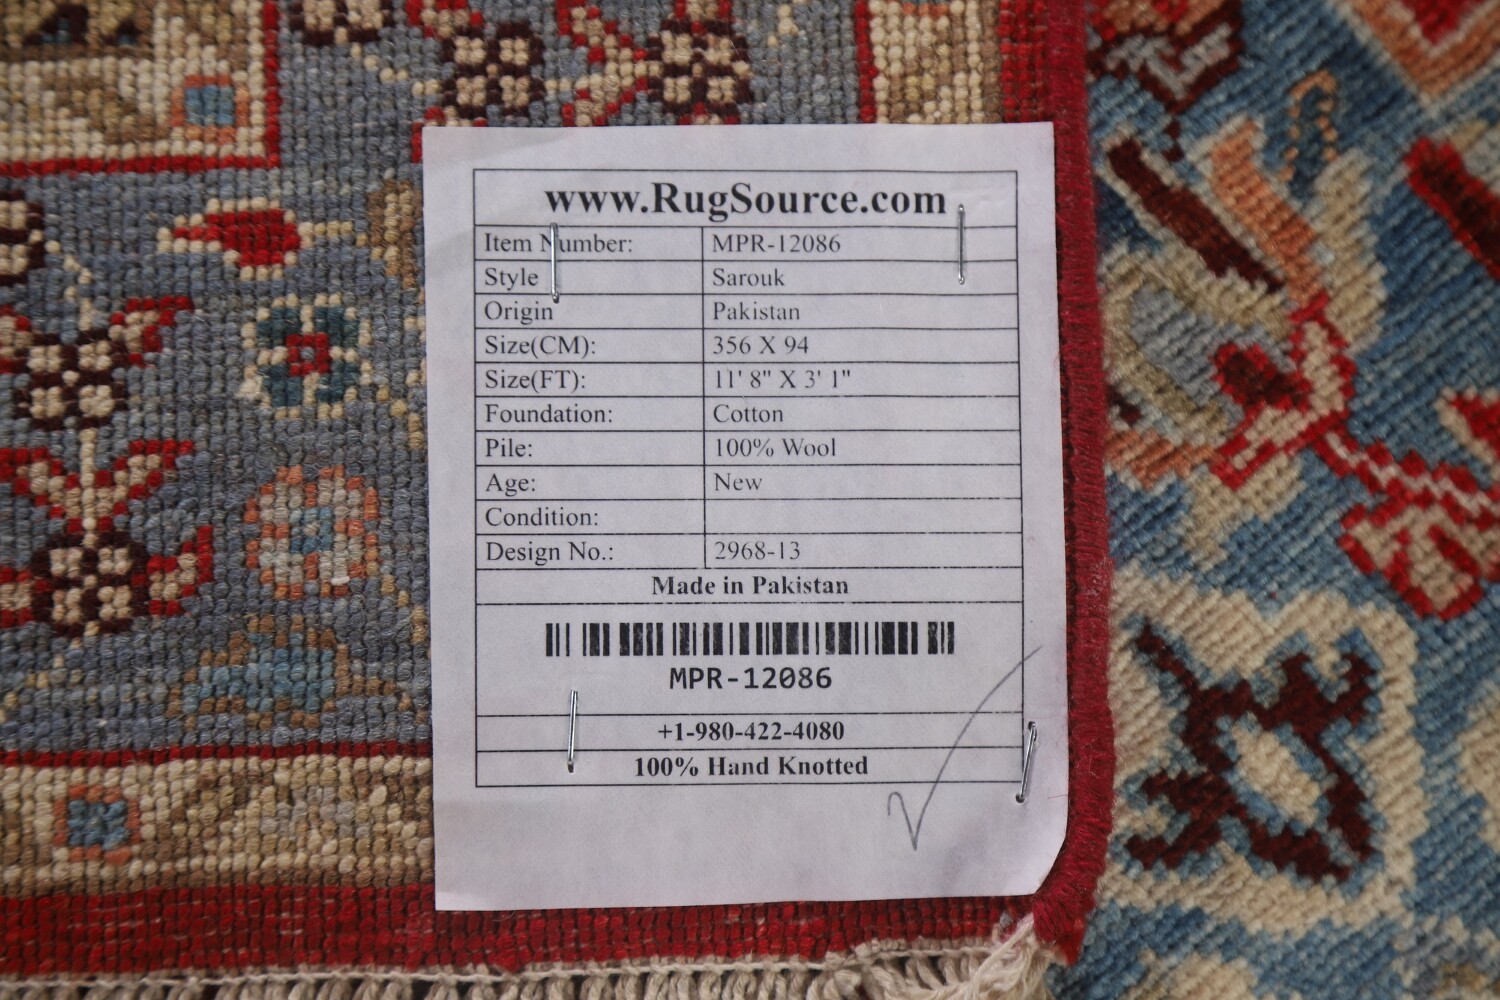 www.RugSource.com
Item Number: MPR-12086
Style Sarouk
Origin Pakistan
Size(CM): 356 X 94
Size(FT): 11' 8" X 3' 1"
Foundation: Cotton
Pile: 100% Wool
Age: New
Condition:
Design No.: 2968-13
Made in Pakistan
MPR-12086
+1-980-422-4080
100% Hand Knotted